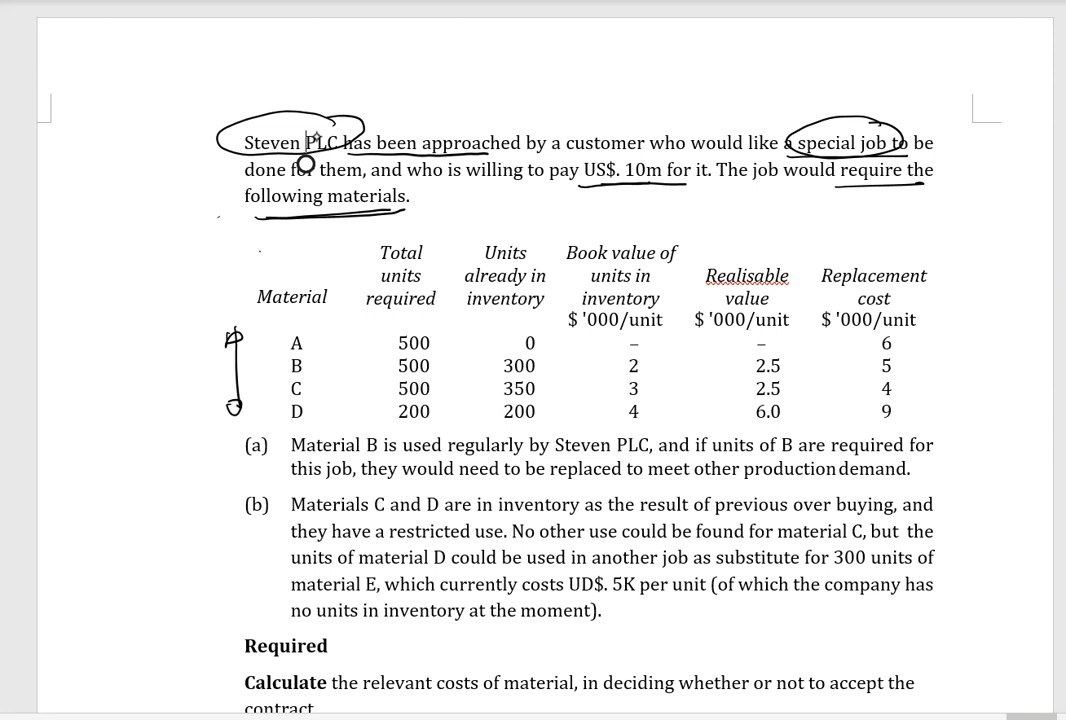 Steven PLC has been approached by a customer who would like a special job to be
done for them, and who is willing to pay US$. 10m for it. The job would require the
following materials.
Total Units Book value of
units already in units in Realisable Replacement
Material required inventory inventory value cost
$ '000/unit $ '000/unit $ '000/unit
A 500 0 – – 6
B 500 300 2 2.5 5
C 500 350 3 2.5 4
D 200 200 4 6.0 9
(a) Material B is used regularly by Steven PLC, and if units of B are required for
this job, they would need to be replaced to meet other production demand.
(b) Materials C and D are in inventory as the result of previous over buying, and
they have a restricted use. No other use could be found for material C, but the
units of material D could be used in another job as substitute for 300 units of
material E, which currently costs UD$. 5K per unit (of which the company has
no units in inventory at the moment).
Required
Calculate the relevant costs of material, in deciding whether or not to accept the
contract